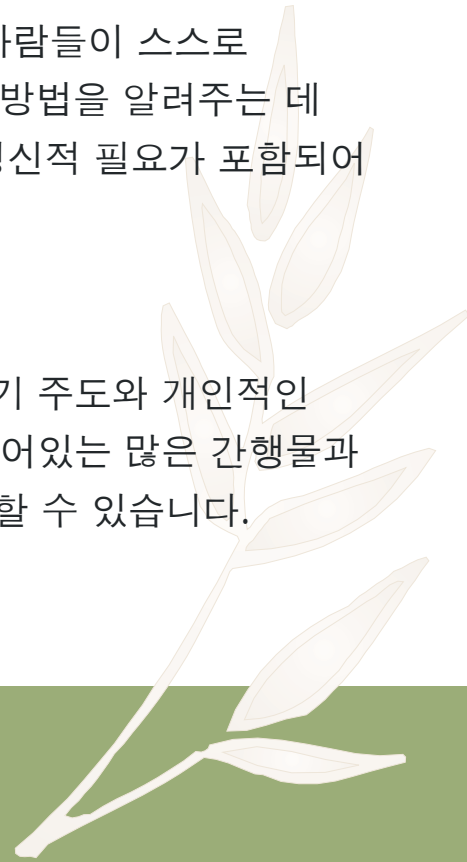 사람들이 스스로
방법을 알려주는 데
정신적 필요가 포함되어
주도와 개인적인
어있는 많은 간행물과
할 수 있습니다.